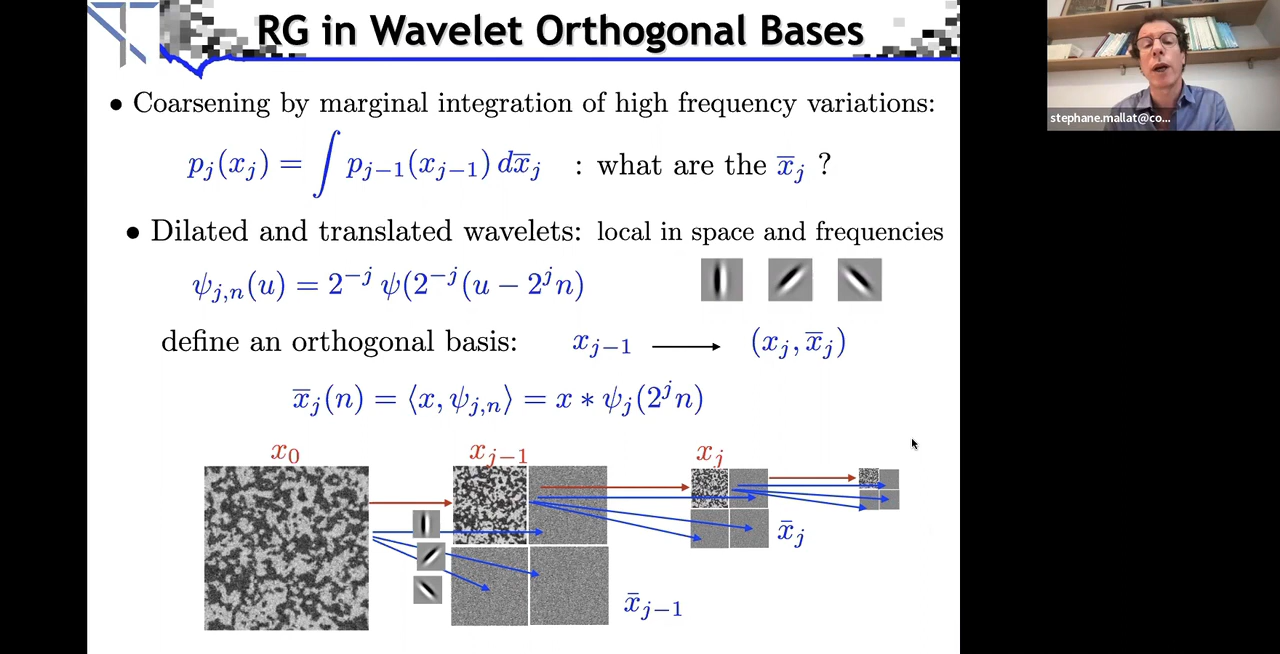 RG in Wavelet Orthogonal Bases
stephane.mallat@co...
• Coarsening by marginal integration of high frequency variations:
p_j(x_j) = ∫ p_{j−1}(x_{j−1}) dx̄_j : what are the x̄_j ?
• Dilated and translated wavelets: local in space and frequencies
ψ_{j,n}(u) = 2^{−j} ψ(2^{−j}(u − 2^j n)
define an orthogonal basis: x_{j−1} ⟶ (x_j, x̄_j)
x̄_j(n) = ⟨x, ψ_{j,n}⟩ = x ∗ ψ_j(2^j n)
x_0 x_{j−1} x_j
x̄_j
x̄_{j−1}